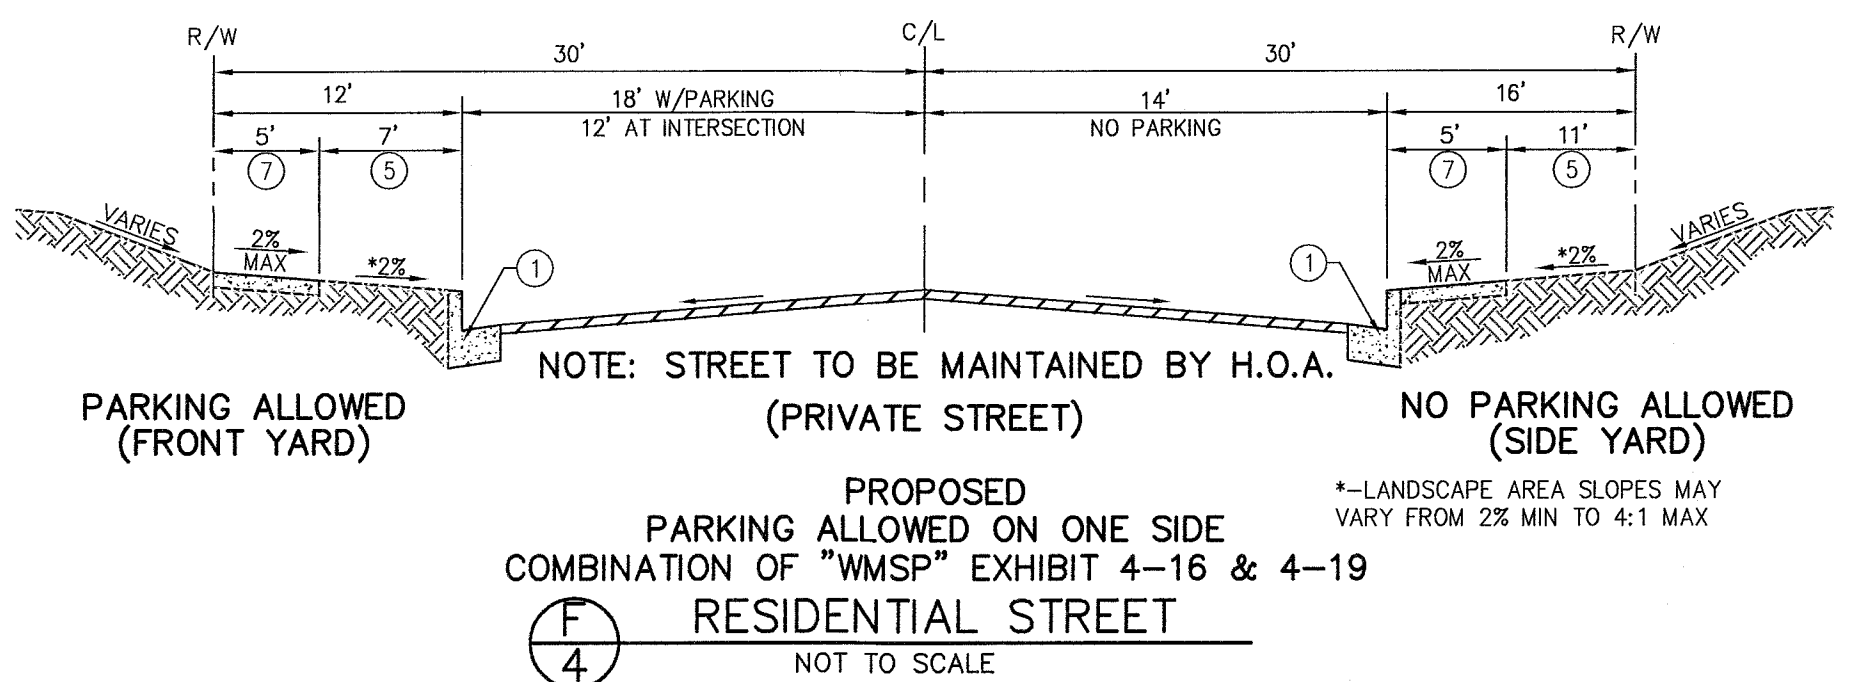 R/W
C/L
R/W
30'
30'
12'
18' W/PARKING
12' AT INTERSECTION
14'
NO PARKING
16'
5'
7'
5'
11'
7
5
7
5
VARIES
VARIES
2%
MAX
*2%
2%
MAX
*2%
1
1
NOTE: STREET TO BE MAINTAINED BY H.O.A.
(PRIVATE STREET)
PARKING ALLOWED
(FRONT YARD)
NO PARKING ALLOWED
(SIDE YARD)
*-LANDSCAPE AREA SLOPES MAY
VARY FROM 2% MIN TO 4:1 MAX
PROPOSED
PARKING ALLOWED ON ONE SIDE
COMBINATION OF "WMSP" EXHIBIT 4-16 & 4-19
F
4
RESIDENTIAL STREET
NOT TO SCALE